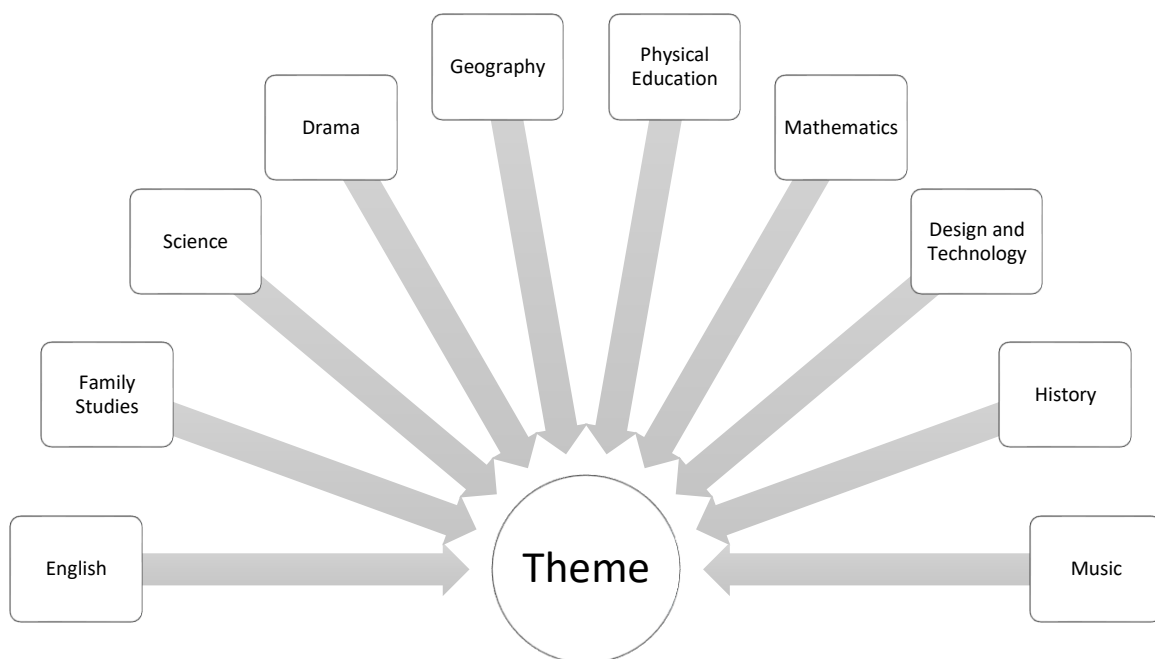 Geography
Physical
Education
Drama
Mathematics
Science
Design and
Technology
Family
Studies
History
English
Theme
Music